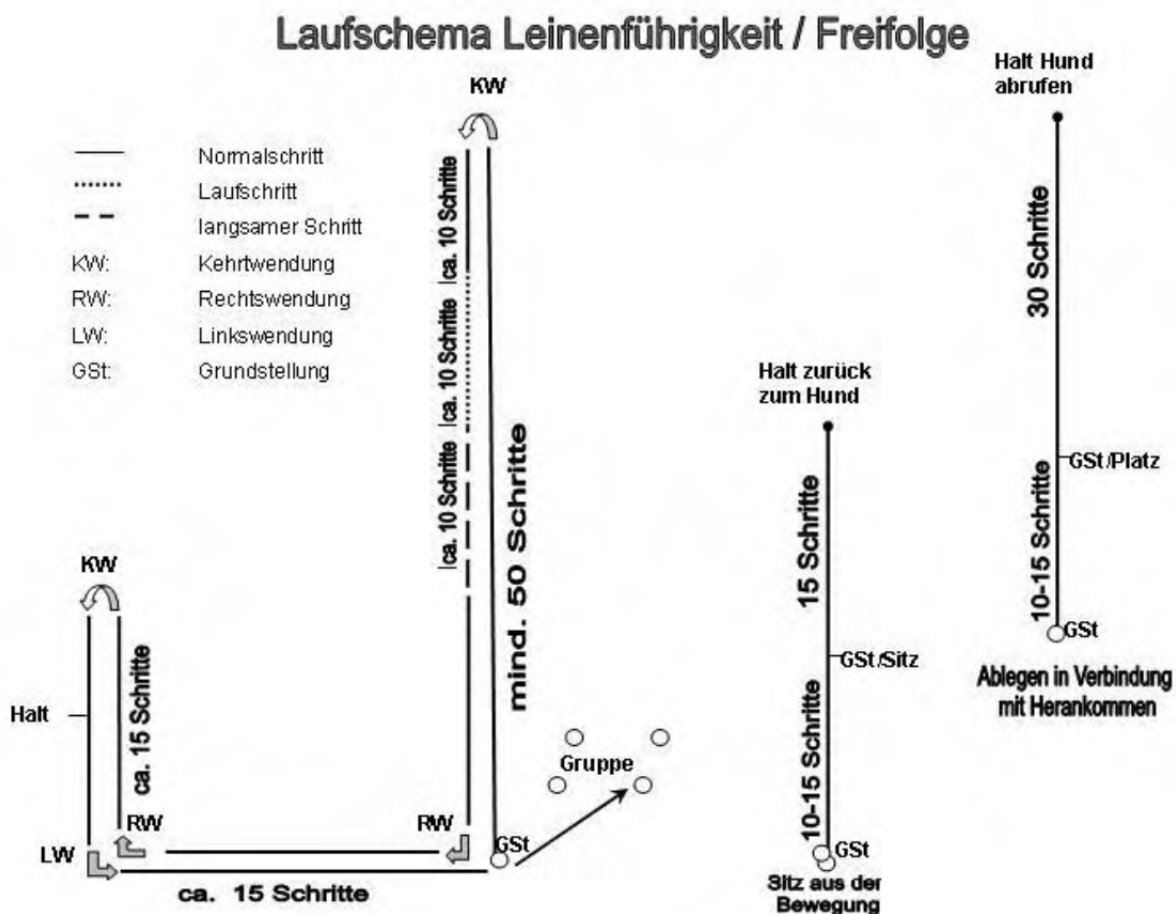 Laufschema Leinenführigkeit / Freifolge
KW
Normalschritt
Laufschritt
langsamer Schritt
KW: Kehrtwendung
RW: Rechtswendung
LW: Linkswendung
GSt: Grundstellung
ca. 10 Schritte
ca. 10 Schritte
ca. 10 Schritte
mind. 50 Schritte
KW
Halt
ca. 15 Schritte
RW
LW
RW
GSt
ca. 15 Schritte
Gruppe
Halt zurück
zum Hund
15 Schritte
GSt/Sitz
10-15 Schritte
GSt
Sitz aus der
Bewegung
Halt Hund
abrufen
30 Schritte
GSt/Platz
10-15 Schritte
GSt
Ablegen in Verbindung
mit Herankommen